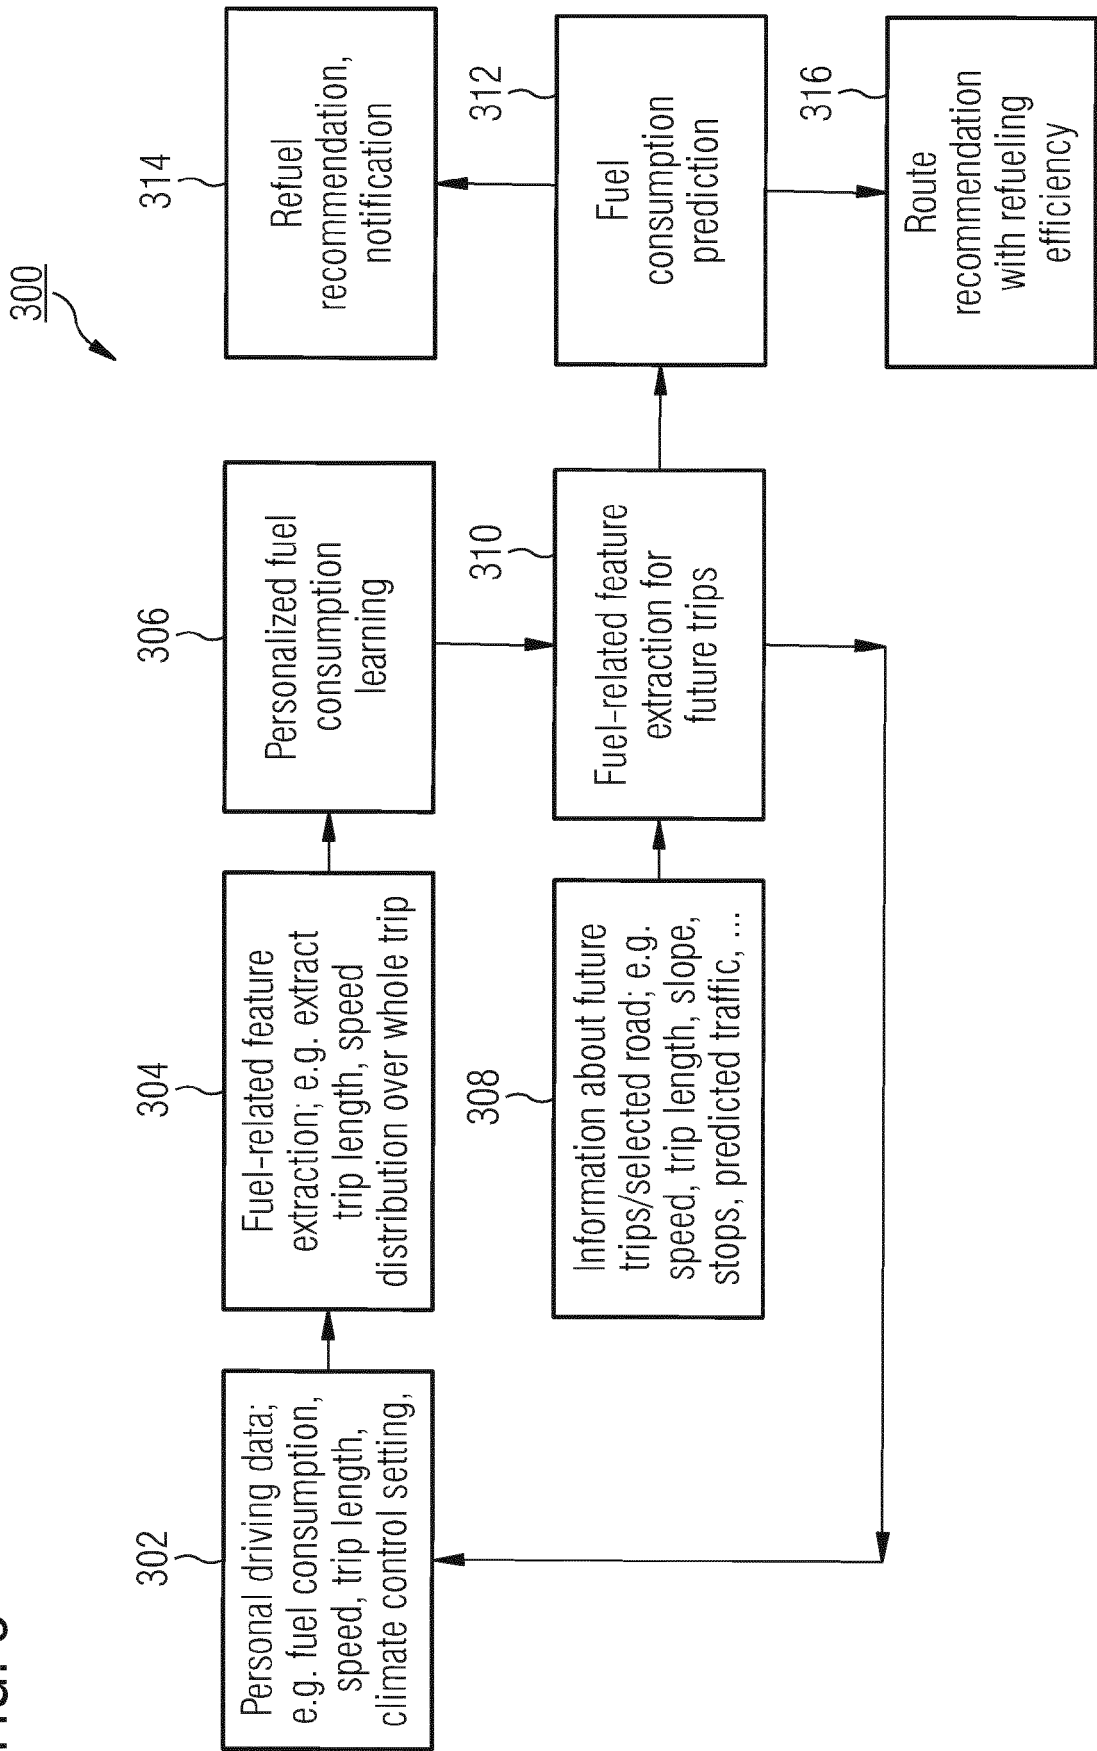 300
302
Personal driving data;
e.g. fuel consumption,
speed, trip length,
climate control setting,
304
Fuel-related feature
extraction; e.g. extract
trip length, speed
distribution over whole trip
306
Personalized fuel
consumption
learning
308
Information about future
trips/selected road; e.g.
speed, trip length, slope,
stops, predicted traffic, ...
310
Fuel-related feature
extraction for
future trips
312
Fuel
consumption
prediction
314
Refuel
recommendation,
notification
316
Route
recommendation
with refueling
efficiency